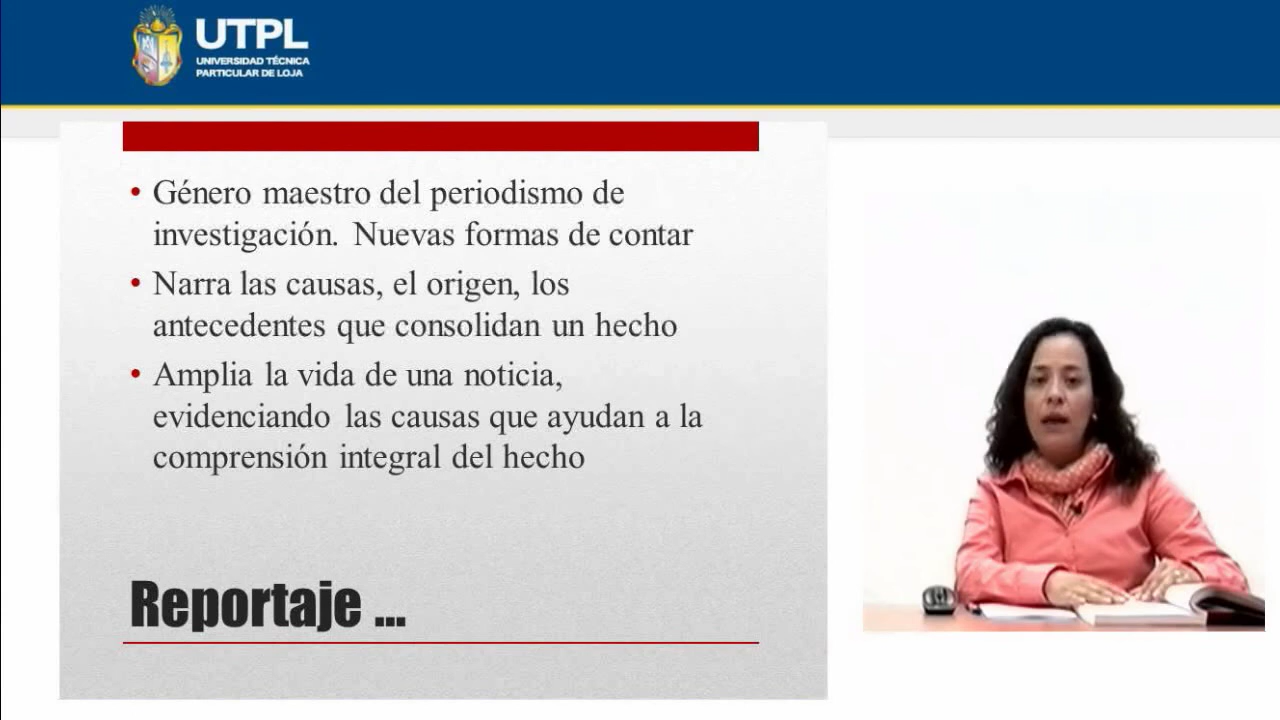 UTPL
UNIVERSIDAD TÉCNICA
PARTICULAR DE LOJA
• Género maestro del periodismo de
investigación. Nuevas formas de contar
• Narra las causas, el origen, los
antecedentes que consolidan un hecho
• Amplia la vida de una noticia,
evidenciando las causas que ayudan a la
comprensión integral del hecho
Reportaje ...